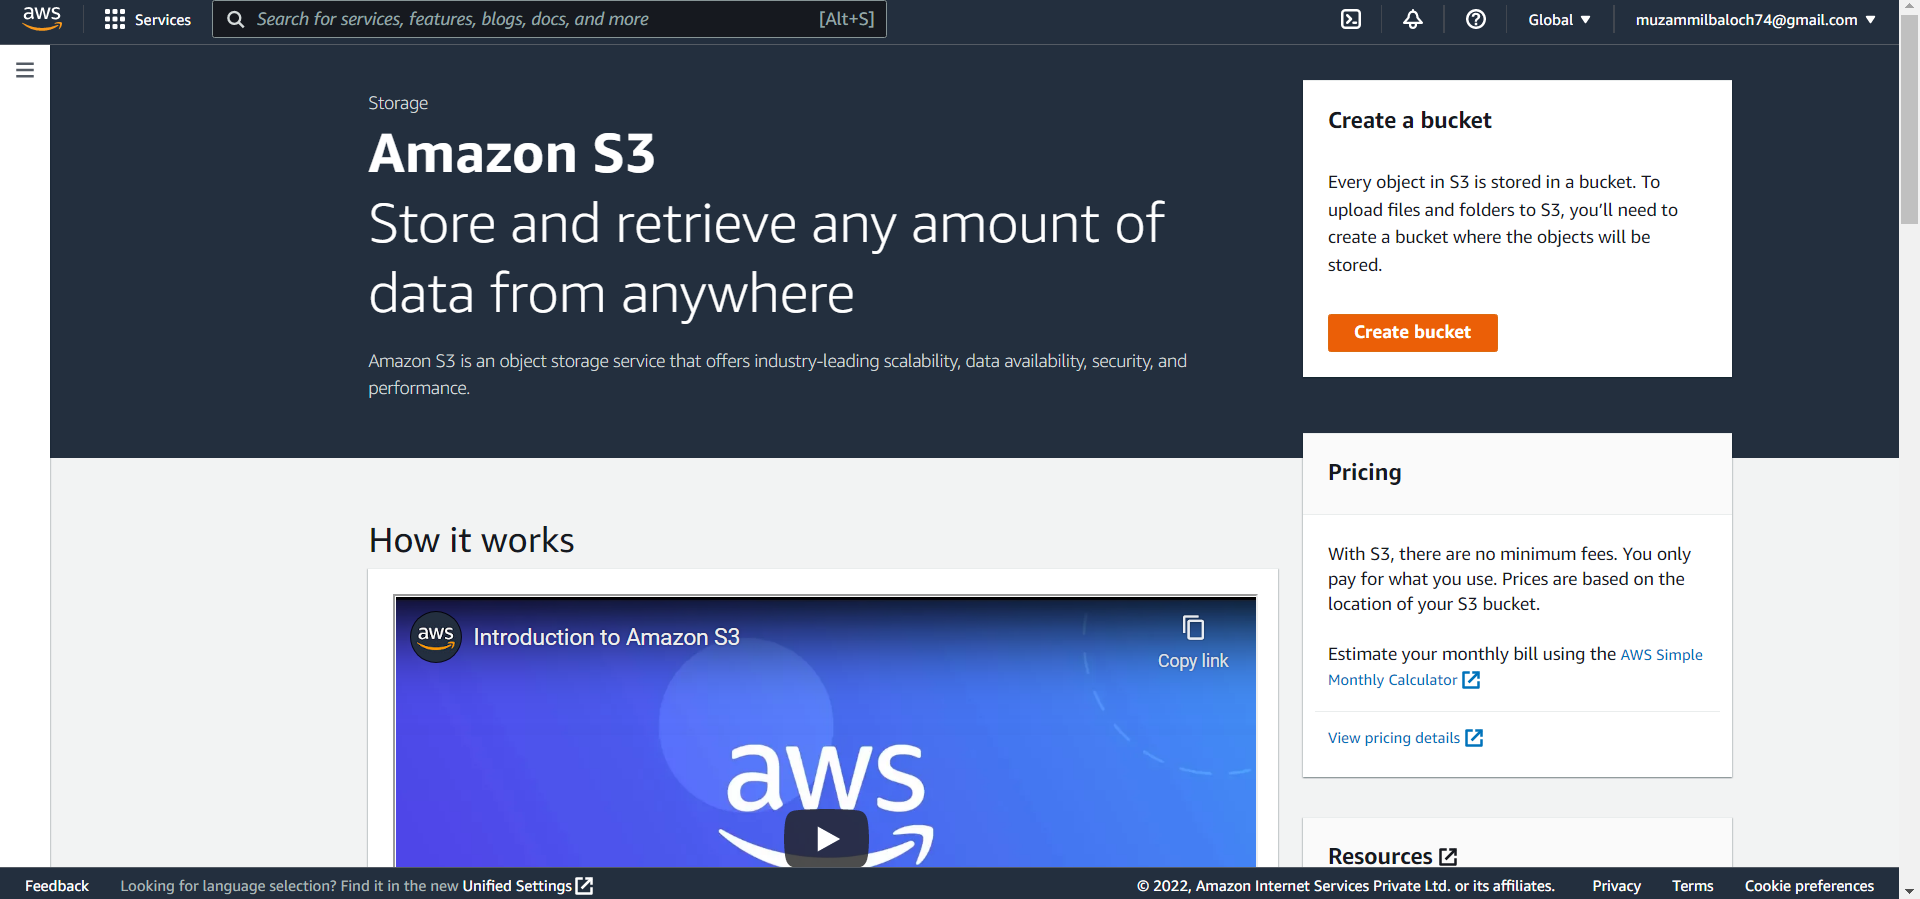 aws
Services
Search for services, features, blogs, docs, and more
[Alt+S]
Global
muzammilbaloch74@gmail.com
Storage
Amazon S3
Store and retrieve any amount of
data from anywhere
Amazon S3 is an object storage service that offers industry-leading scalability, data availability, security, and
performance.
Create a bucket
Every object in S3 is stored in a bucket. To
upload files and folders to S3, you’ll need to
create a bucket where the objects will be
stored.
Create bucket
Pricing
With S3, there are no minimum fees. You only
pay for what you use. Prices are based on the
location of your S3 bucket.
Estimate your monthly bill using the AWS Simple
Monthly Calculator
View pricing details
Resources
How it works
aws
Introduction to Amazon S3
Copy link
aws
Feedback
Looking for language selection? Find it in the new Unified Settings
© 2022, Amazon Internet Services Private Ltd. or its affiliates.
Privacy
Terms
Cookie preferences